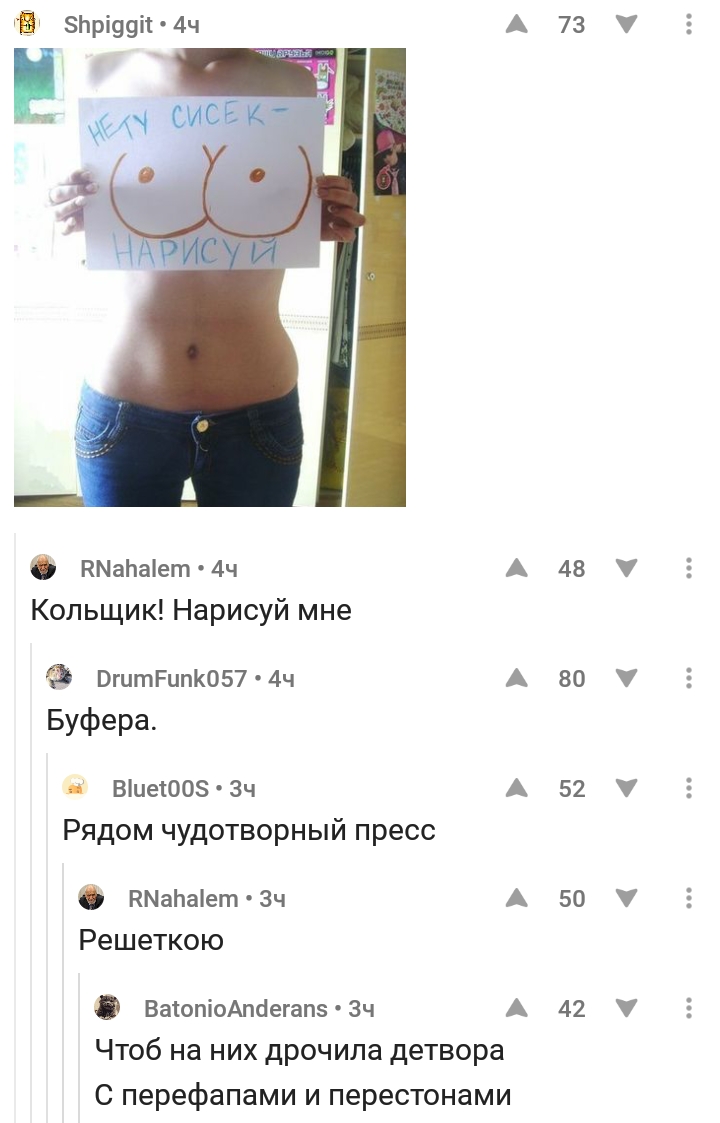 Shpiggit • 4ч 73
НЕТУ СИСЕК –
НАРИСУЙ
RNahalem • 4ч 48
Кольщик! Нарисуй мне
DrumFunk057 • 4ч 80
Буфера.
Bluet00S • 3ч 52
Рядом чудотворный пресс
RNahalem • 3ч 50
Решеткою
BatonioAnderans • 3ч 42
Чтоб на них дрочила детвора
С перефапами и перестонами